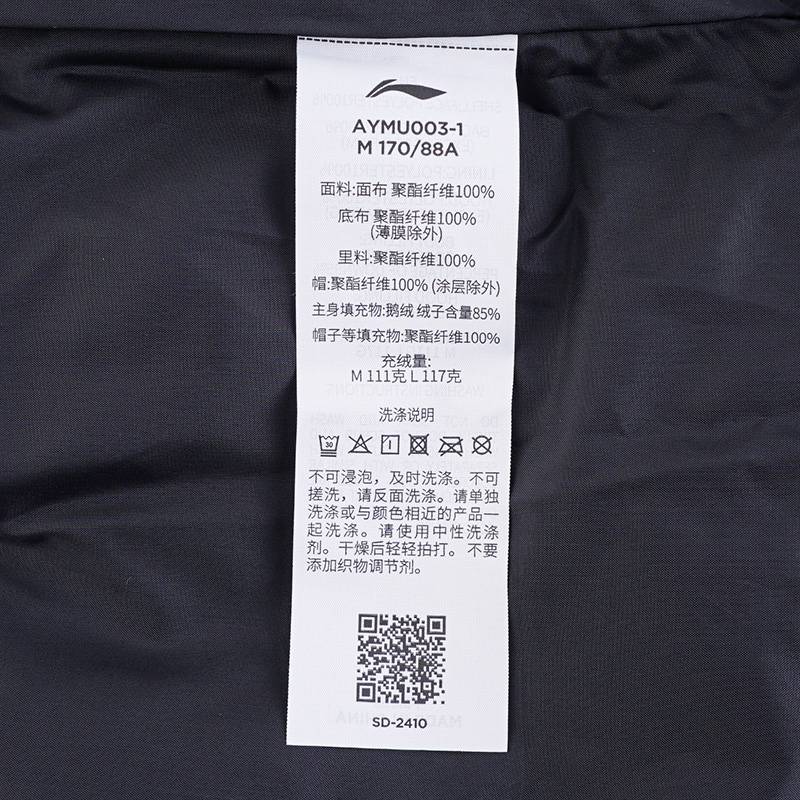 AYMU003-1
M 170/88A
面料:面布 聚酯纤维100%
底布 聚酯纤维100%
(薄膜除外)
里料:聚酯纤维100%
帽:聚酯纤维100% (涂层除外)
主身填充物:鹅绒 绒子含量85%
帽子等填充物:聚酯纤维100%
充绒量:
M 111克 L 117克
洗涤说明
30
不可浸泡，及时洗涤。不可
搓洗，请反面洗涤。请单独
洗涤或与颜色相近的产品一
起洗涤。请使用中性洗涤
剂。干燥后轻轻拍打。不要
添加织物调节剂。
SD-2410